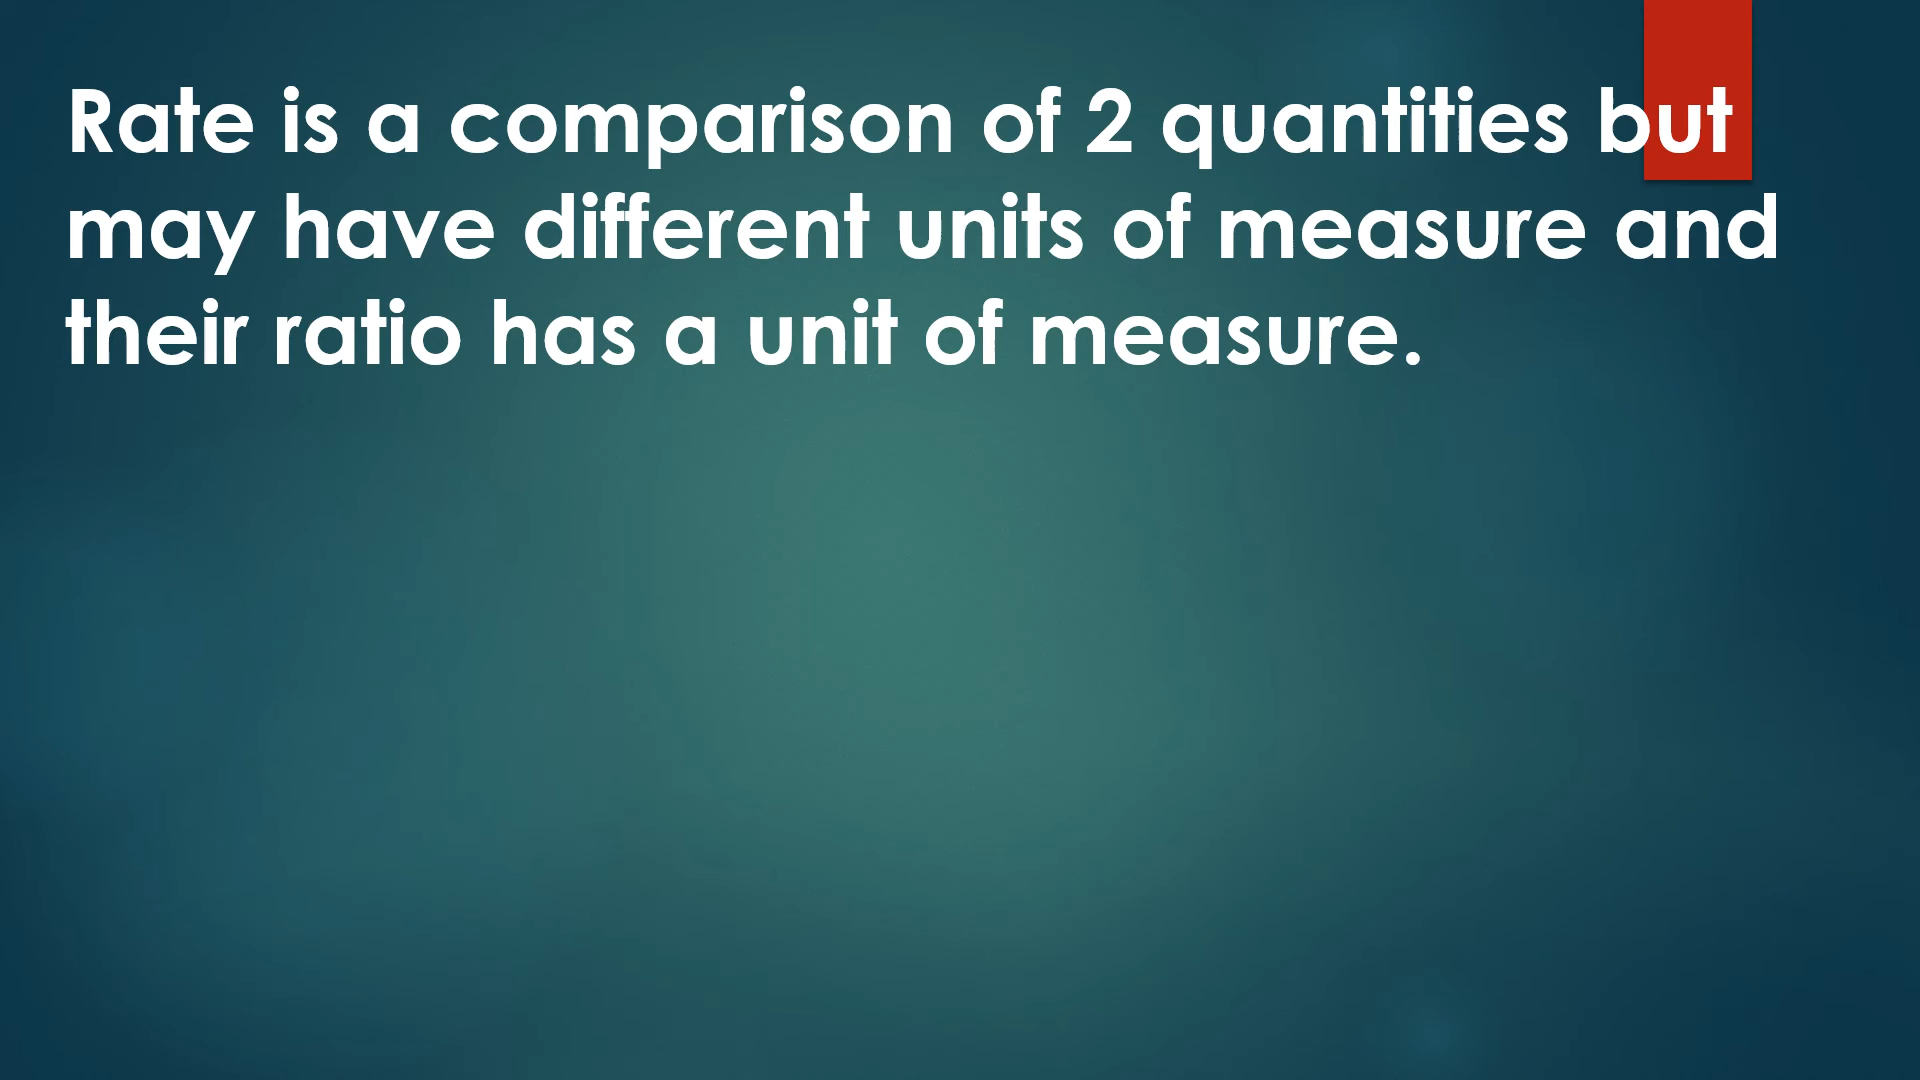 Rate is a comparison of 2 quantities but
may have different units of measure and
their ratio has a unit of measure.